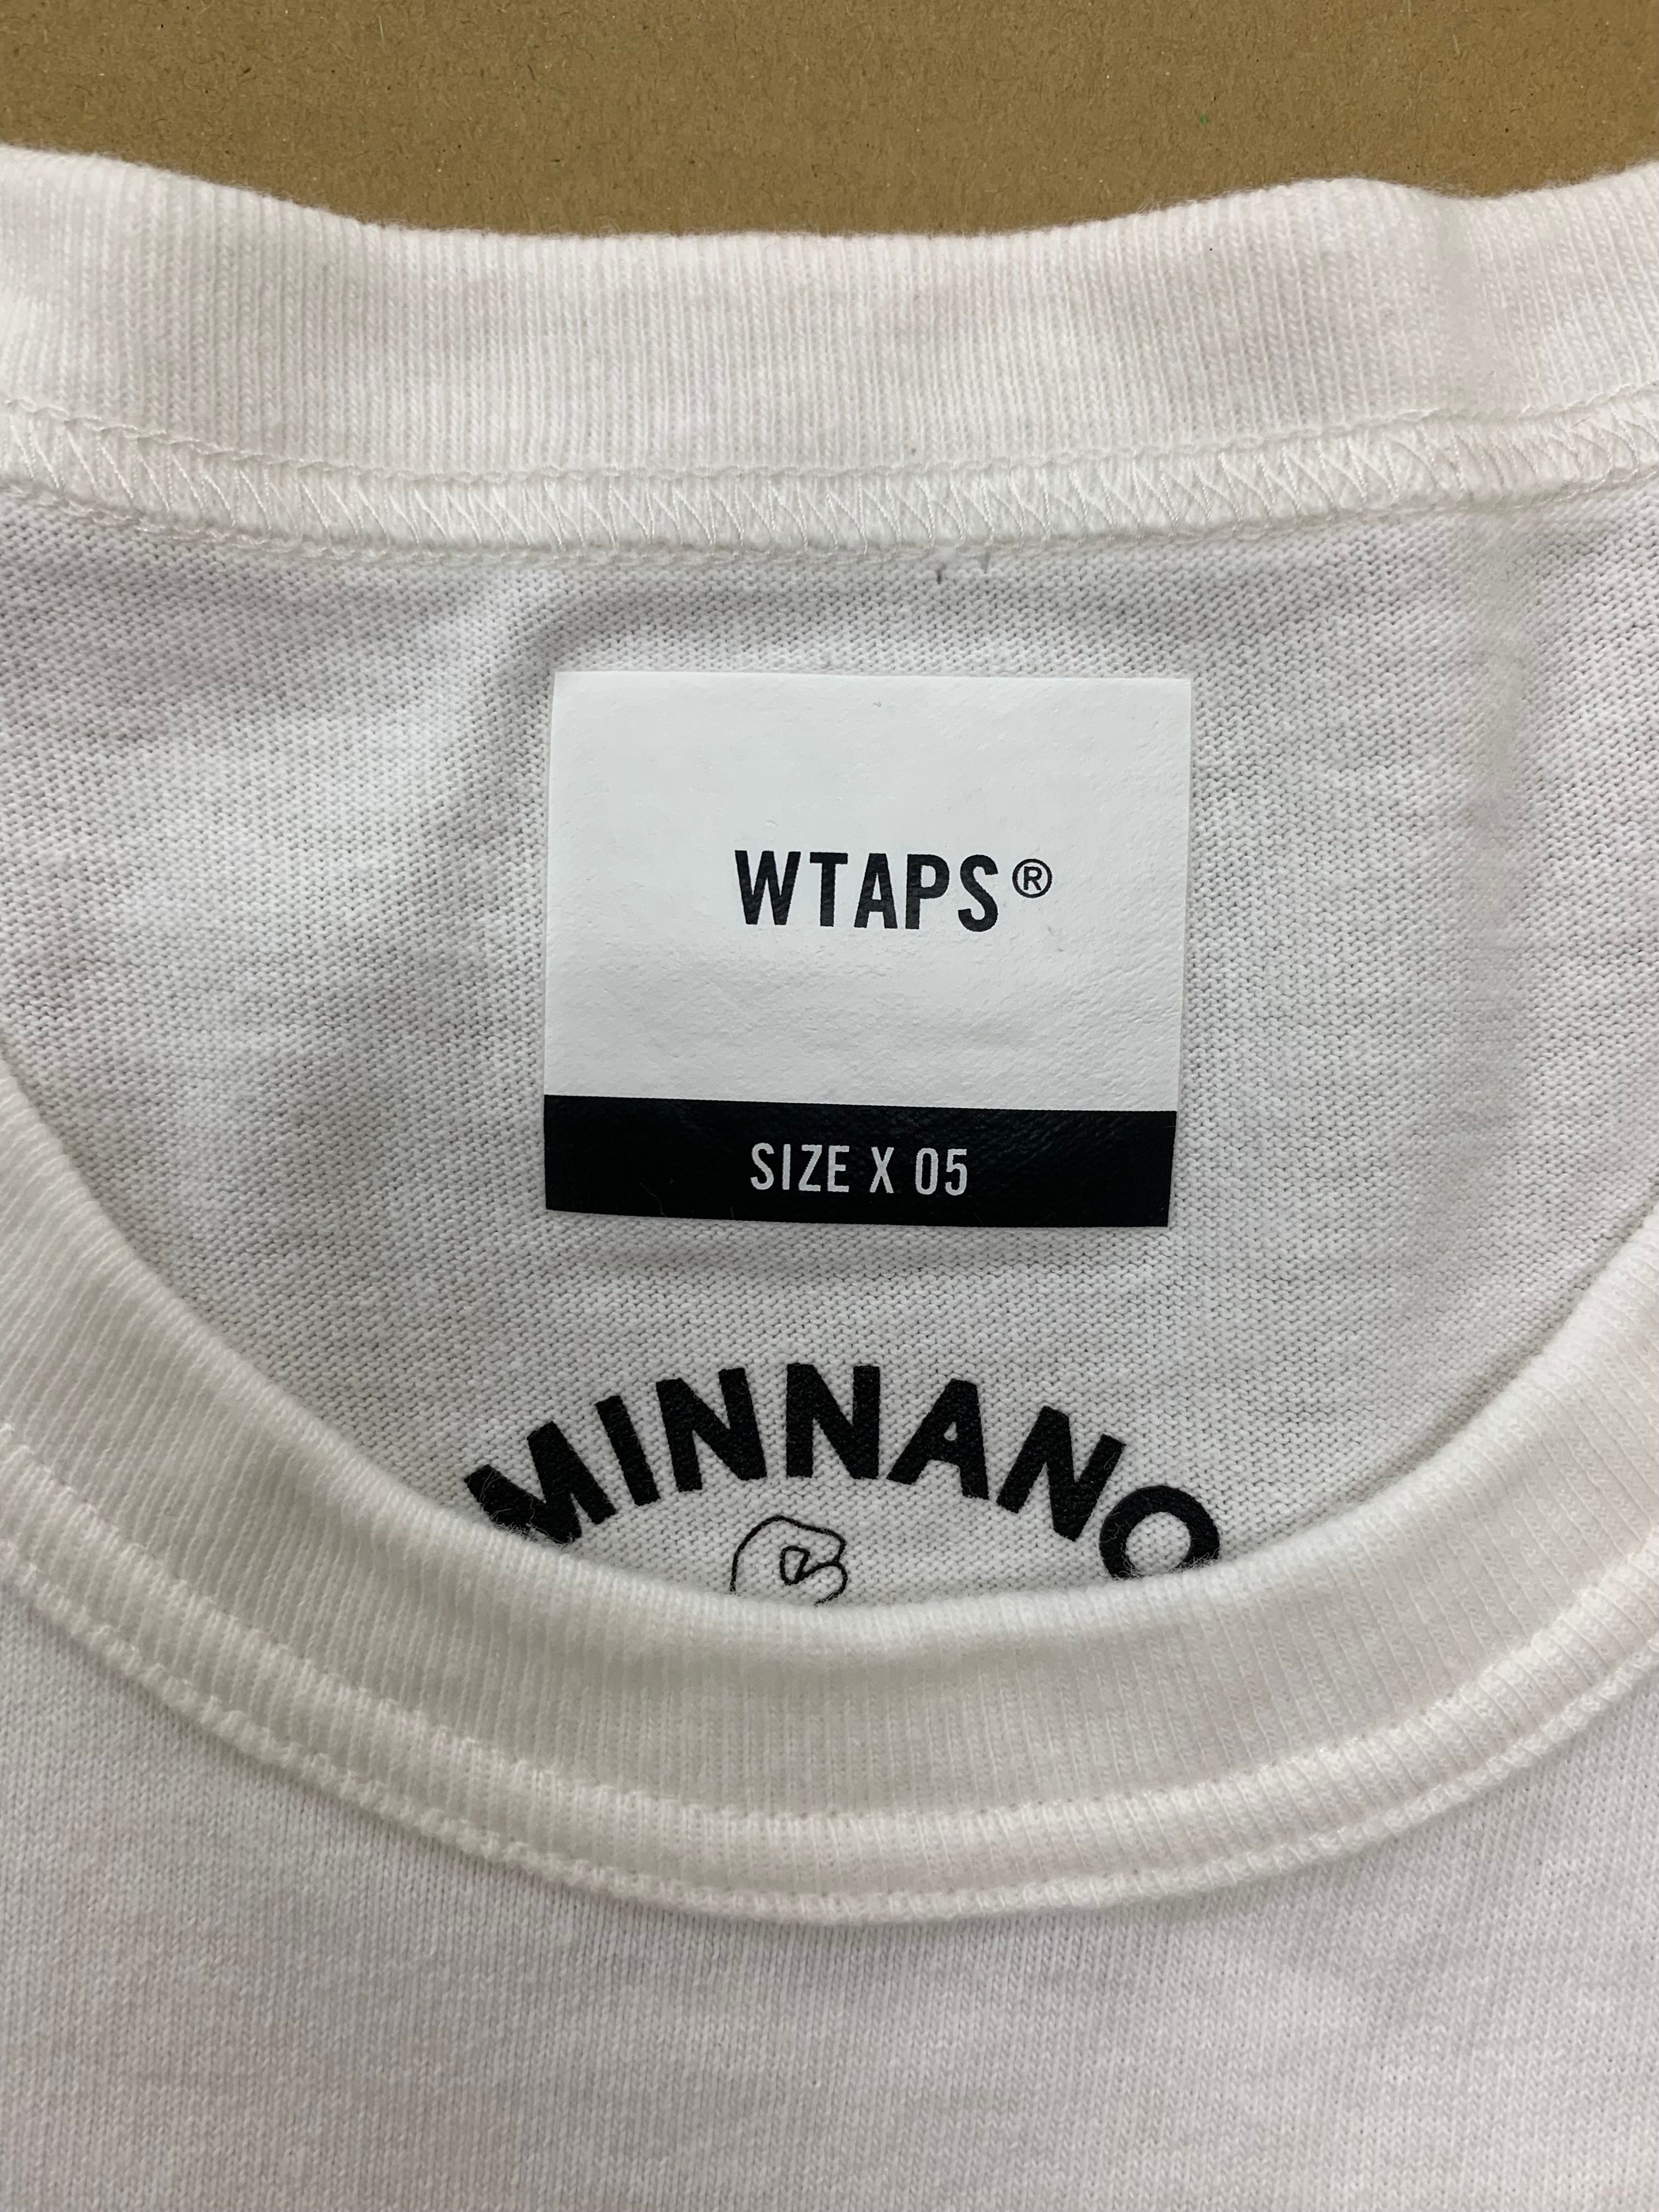 WTAPS®
SIZE X 05
MINNANO